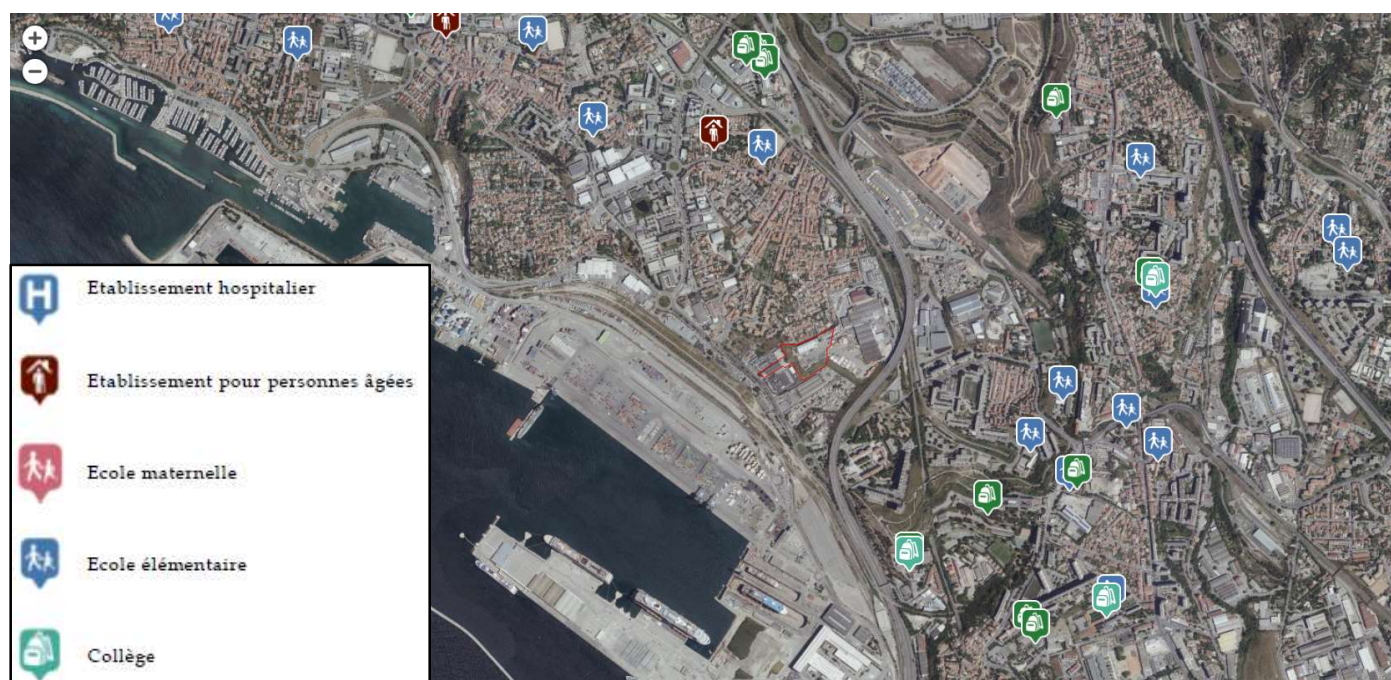 Etablissement hospitalier
Etablissement pour personnes âgées
Ecole maternelle
Ecole élémentaire
Collège